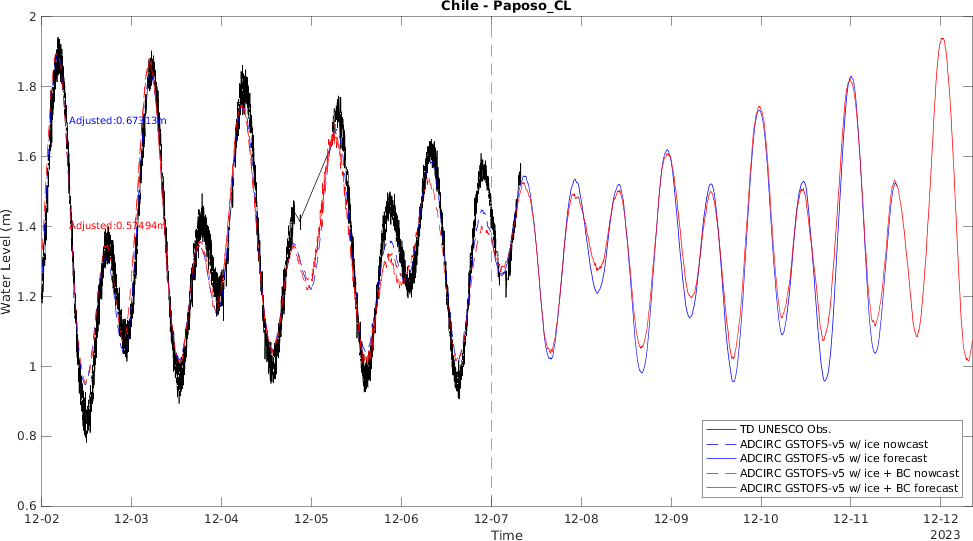 Chile - Paposo_CL
2
1.8
1.6
1.4
1.2
1
0.8
0.6
Water Level (m)
Adjusted:0.67313m
Adjusted:0.57494m
TD UNESCO Obs.
ADCIRC GSTOFS-v5 w/ ice nowcast
ADCIRC GSTOFS-v5 w/ ice forecast
ADCIRC GSTOFS-v5 w/ ice + BC nowcast
ADCIRC GSTOFS-v5 w/ ice + BC forecast
12-02 12-03 12-04 12-05 12-06 12-07 12-08 12-09 12-10 12-11 12-12
Time
2023